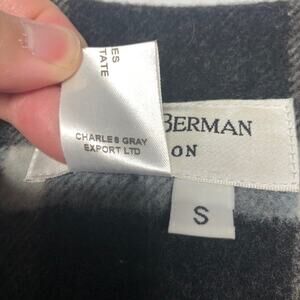 ES
TATE
CHARLES GRAY
EXPORT LTD
BERMAN
ON
S